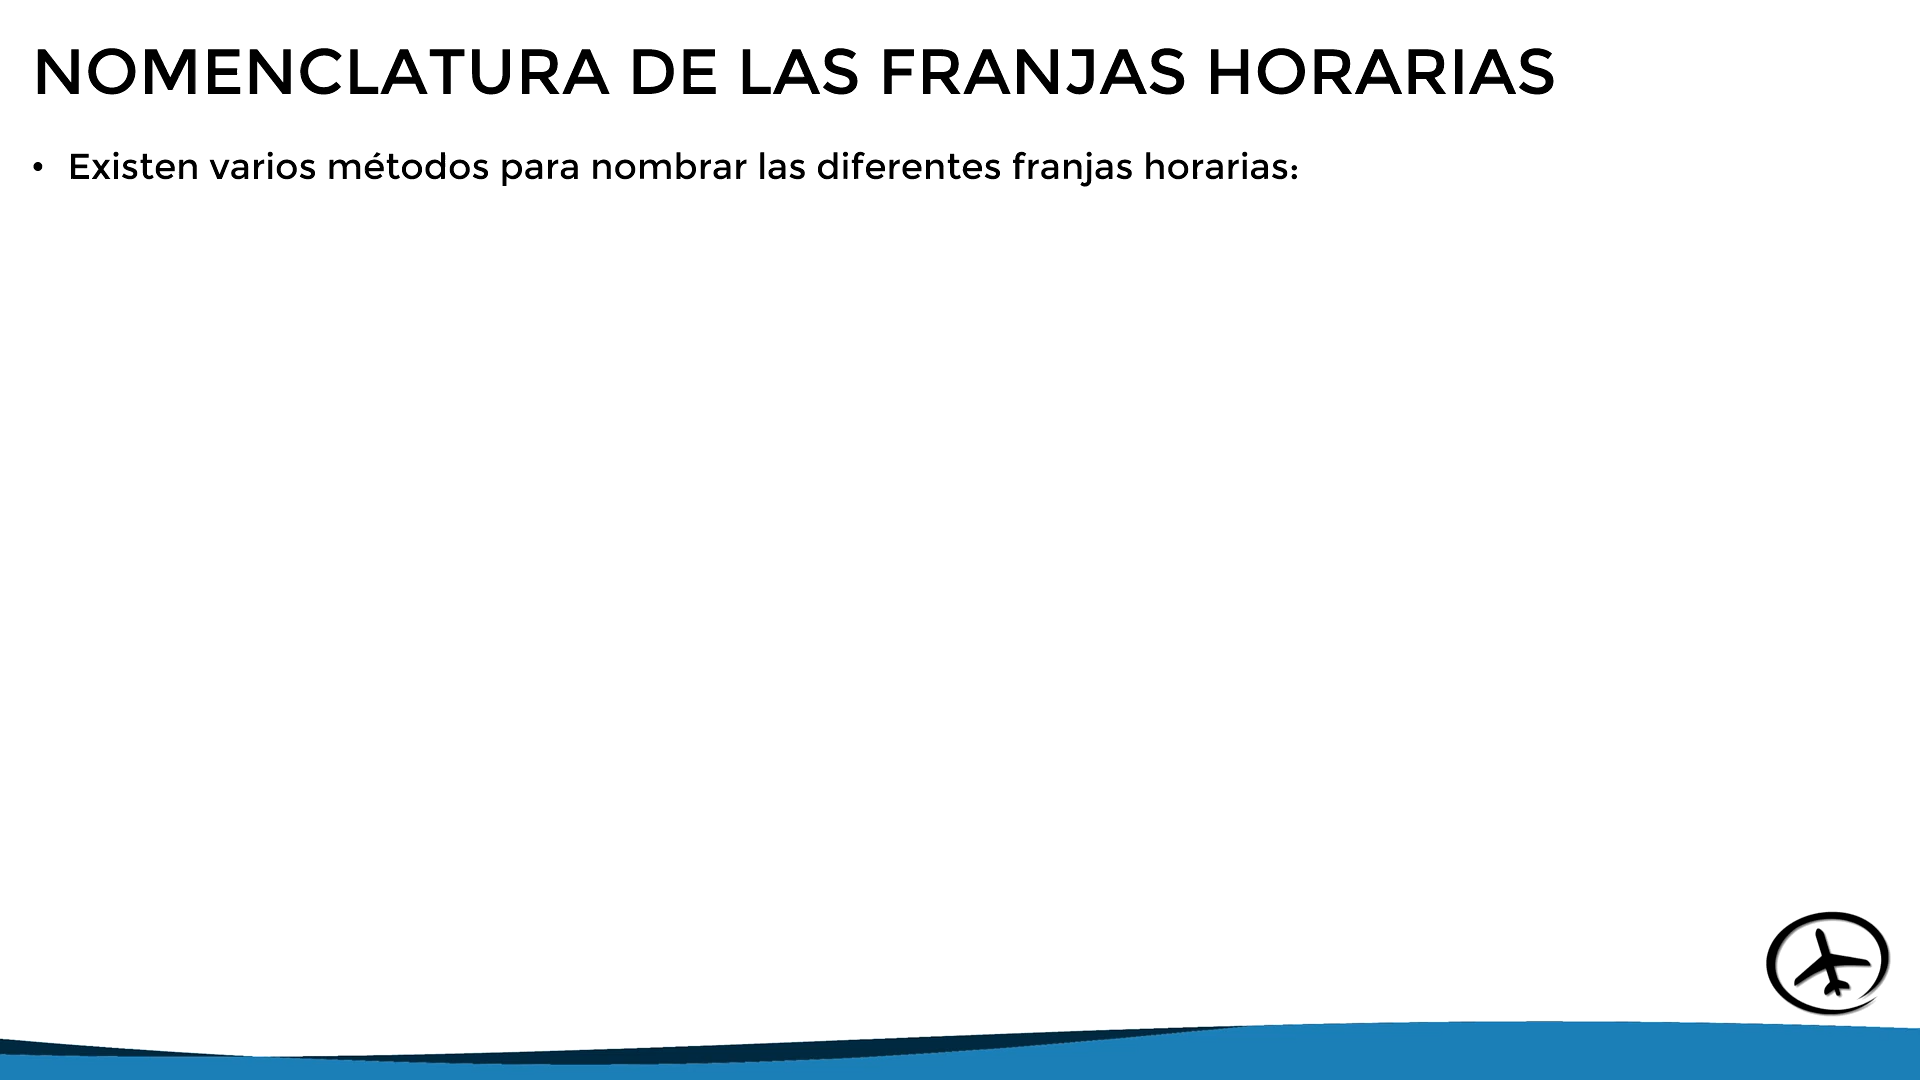 NOMENCLATURA DE LAS FRANJAS HORARIAS
• Existen varios métodos para nombrar las diferentes franjas horarias: